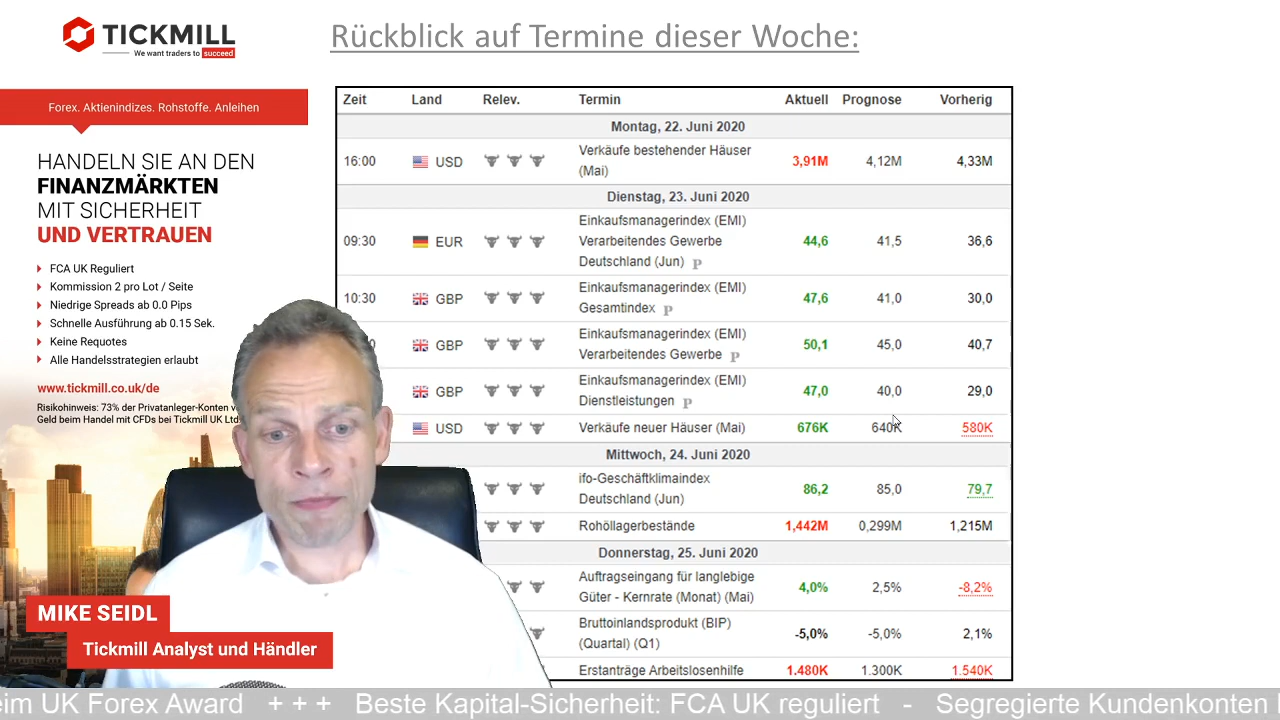 TICKMILL
We want traders to succeed
Rückblick auf Termine dieser Woche:
Forex. Aktienindizes. Rohstoffe. Anleihen
HANDELN SIE AN DEN
FINANZMÄRKTEN
MIT SICHERHEIT
UND VERTRAUEN
FCA UK Reguliert
Kommission 2 pro Lot / Seite
Niedrige Spreads ab 0.0 Pips
Schnelle Ausführung ab 0.15 Sek.
Keine Requotes
Alle Handelsstrategien erlaubt
www.tickmill.co.uk/de
Risikohinweis: 73% der Privatanleger-Konten
Geld beim Handel mit CFDs bei Tickmill UK Ltd
Zeit Land Relev. Termin Aktuell Prognose Vorherig
Montag, 22. Juni 2020
16:00 USD Verkäufe bestehender Häuser 3,91M 4,12M 4,33M
(Mai)
Dienstag, 23. Juni 2020
Einkaufsmanagerindex (EMI)
09:30 EUR Verarbeitendes Gewerbe 44,6 41,5 36,6
Deutschland (Jun) P
10:30 GBP Einkaufsmanagerindex (EMI) 47,6 41,0 30,0
Gesamtindex P
GBP Einkaufsmanagerindex (EMI) 50,1 45,0 40,7
Verarbeitendes Gewerbe P
GBP Einkaufsmanagerindex (EMI) 47,0 40,0 29,0
Dienstleistungen P
USD Verkäufe neuer Häuser (Mai) 676K 640K 580K
Mittwoch, 24. Juni 2020
ifo-Geschäftklimaindex 86,2 85,0 79,7
Deutschland (Jun)
Rohöllagerbestände 1,442M 0,299M 1,215M
Donnerstag, 25. Juni 2020
Auftragseingang für langlebige 4,0% 2,5% -8,2%
Güter - Kernrate (Monat) (Mai)
Bruttoinlandsprodukt (BIP) -5,0% -5,0% 2,1%
(Quartal) (Q1)
Erstanträge Arbeitslosenhilfe 1.480K 1.300K 1.540K
MIKE SEIDL
Tickmill Analyst und Händler
eim UK Forex Award + + + Beste Kapital-Sicherheit: FCA UK reguliert - Segregierte Kundenkonten